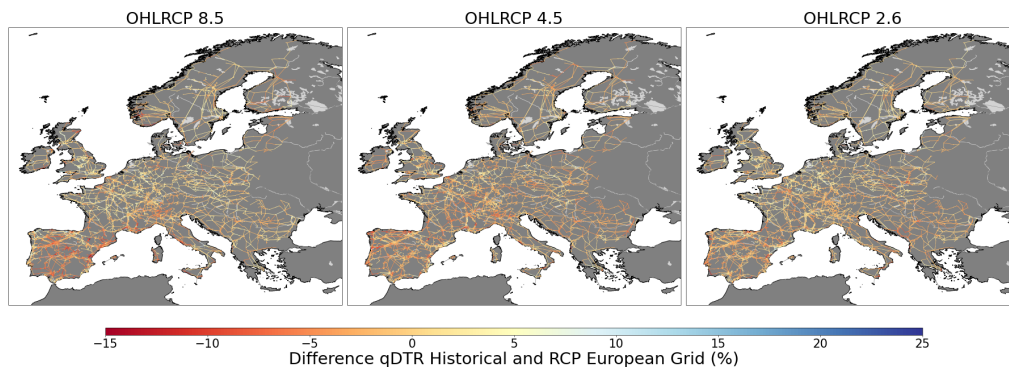 OHLRCP 8.5
OHLRCP 4.5
OHLRCP 2.6
−15 −10 −5 0 5 10 15 20 25
Difference qDTR Historical and RCP European Grid (%)